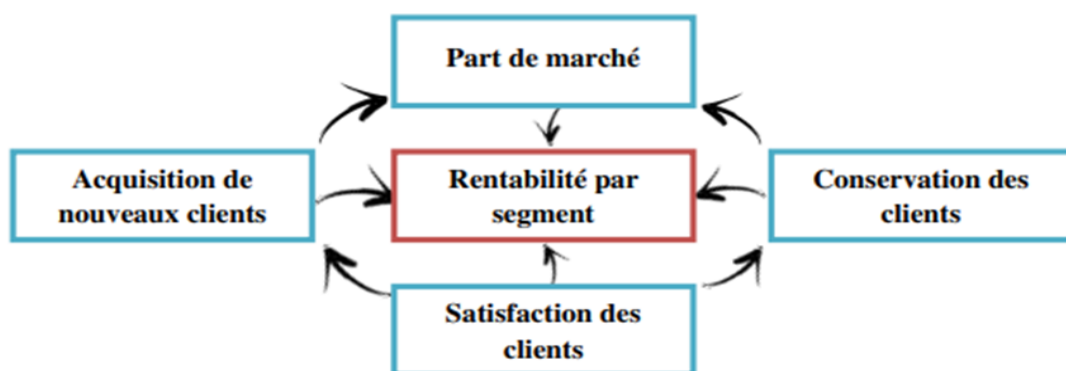 Part de marché
Acquisition de
nouveaux clients
Rentabilité par
segment
Conservation des
clients
Satisfaction des
clients